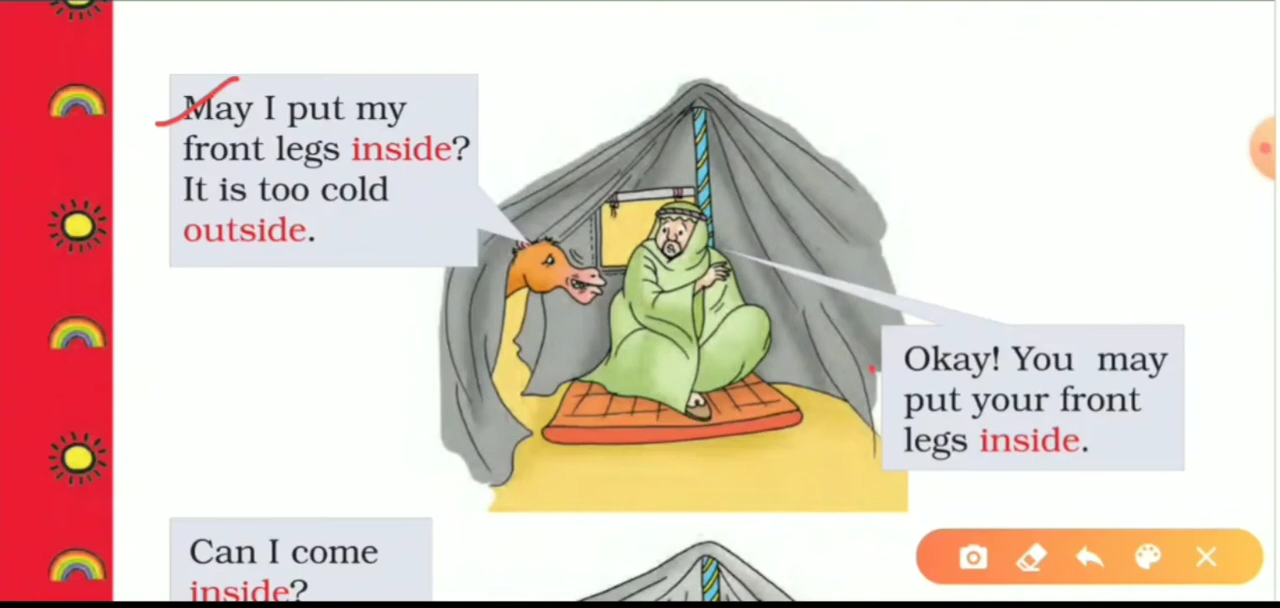 May I put my
front legs inside?
It is too cold
outside.
Okay! You may
put your front
legs inside.
Can I come
inside?